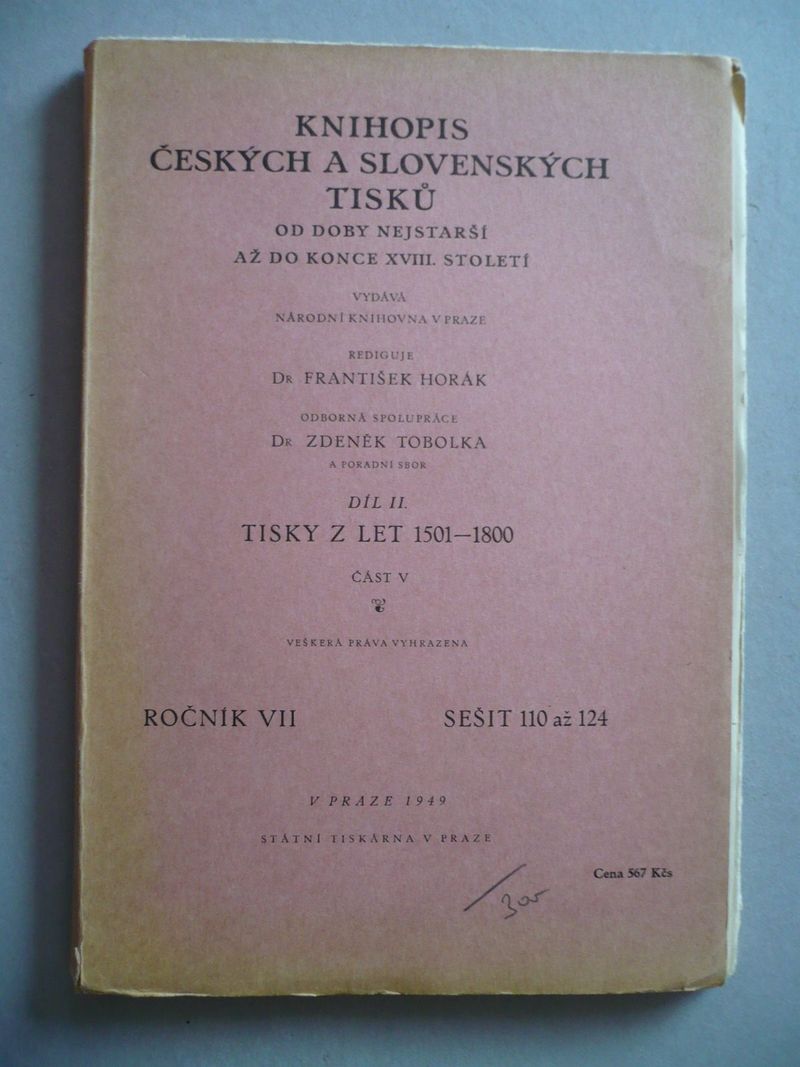 KNIHOPIS
ČESKÝCH A SLOVENSKÝCH
TISKŮ
OD DOBY NEJSTARŠÍ
AŽ DO KONCE XVIII. STOLETÍ
VYDÁVÁ
NÁRODNÍ KNIHOVNA V PRAZE
REDIGUJE
DR FRANTIŠEK HORÁK
ODBORNÁ SPOLUPRÁCE
DR ZDENĚK TOBOLKA
A PORADNÍ SBOR
DÍL II.
TISKY Z LET 1501—1800
ČÁST V
VEŠKERÁ PRÁVA VYHRAZENA
ROČNÍK VII SEŠIT 110 až 124
V PRAZE 1949
STÁTNÍ TISKÁRNA V PRAZE
Cena 567 Kčs